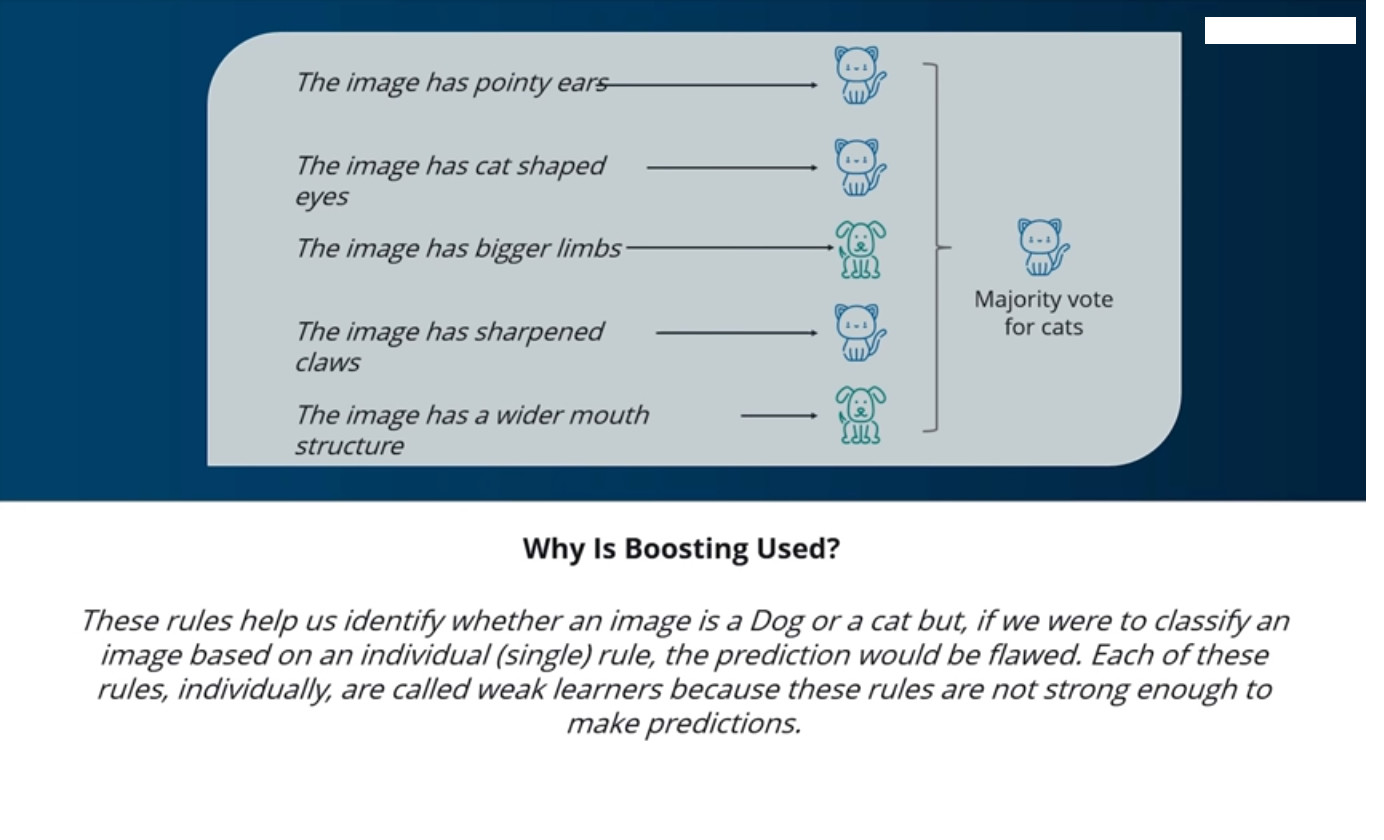 The image has pointy ears
The image has cat shaped
eyes
The image has bigger limbs
The image has sharpened
claws
The image has a wider mouth
structure
Majority vote
for cats
Why Is Boosting Used?
These rules help us identify whether an image is a Dog or a cat but, if we were to classify an
image based on an individual (single) rule, the prediction would be flawed. Each of these
rules, individually, are called weak learners because these rules are not strong enough to
make predictions.